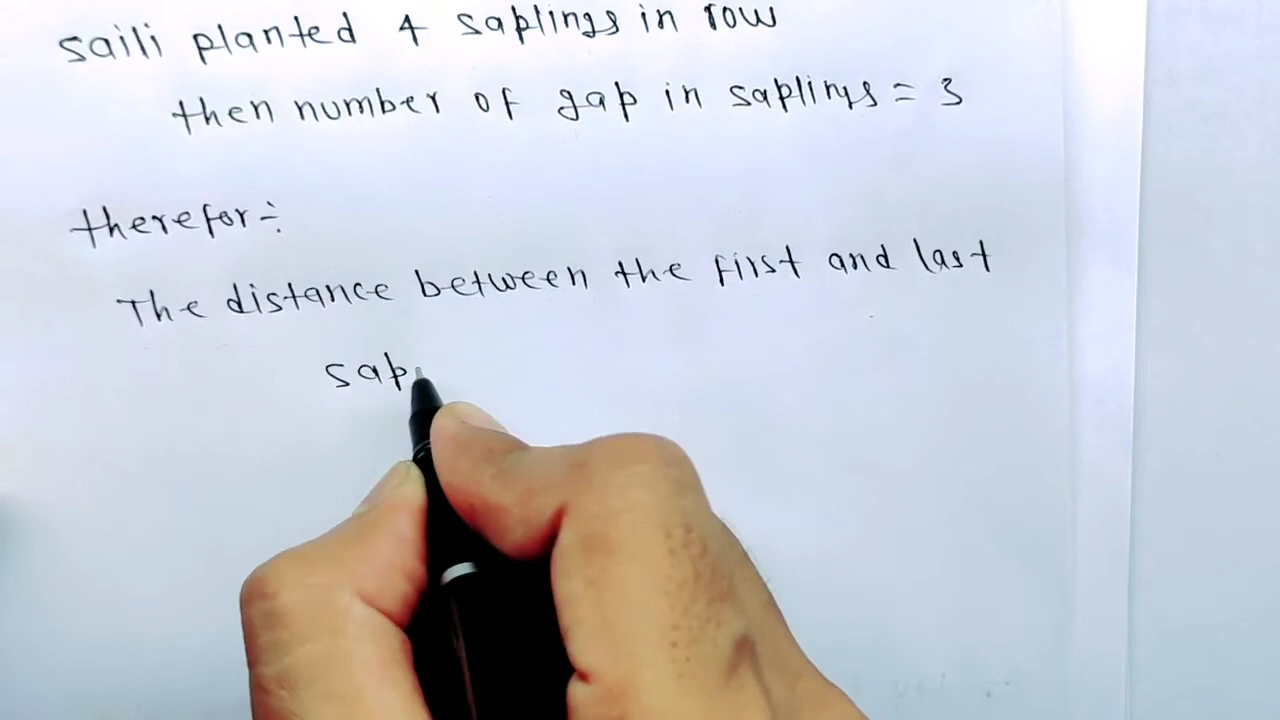 saili planted 4 saplings in row
then number of gap in saplings = 3
therefor÷
The distance between the first and last
sap